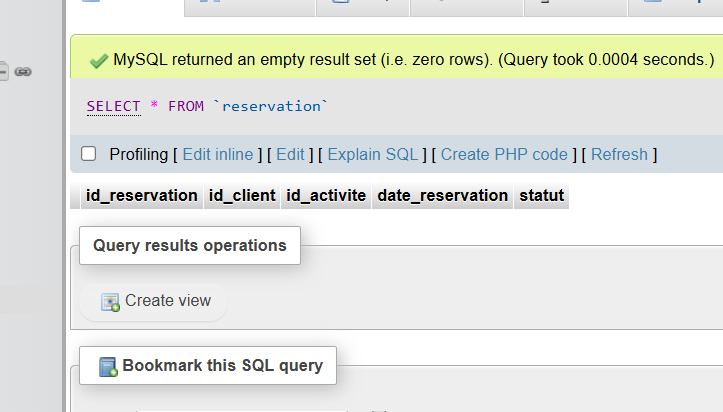 MySQL returned an empty result set (i.e. zero rows). (Query took 0.0004 seconds.)
SELECT * FROM `reservation`
Profiling [ Edit inline ] [ Edit ] [ Explain SQL ] [ Create PHP code ] [ Refresh ]
id_reservation id_client id_activite date_reservation statut
Query results operations
Create view
Bookmark this SQL query